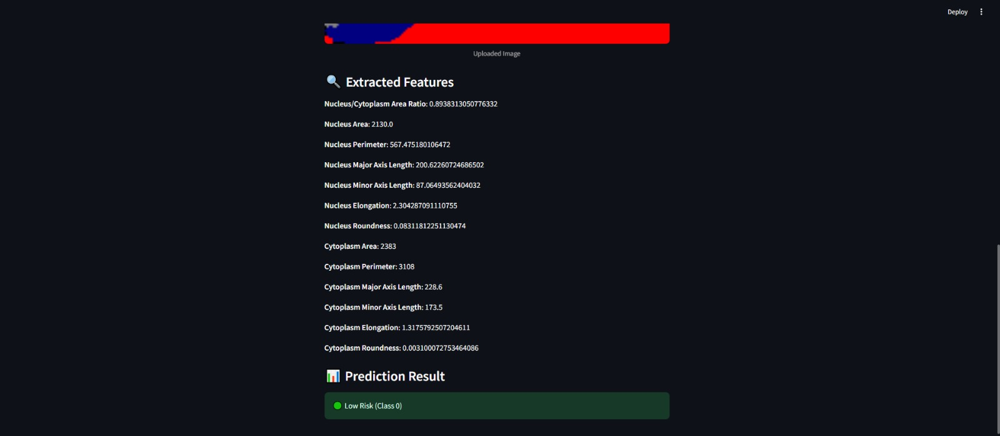 Deploy
Uploaded Image
Extracted Features
Nucleus/Cytoplasm Area Ratio: 0.8938313050776332
Nucleus Area: 2130.0
Nucleus Perimeter: 567.475180106472
Nucleus Major Axis Length: 200.62260724686502
Nucleus Minor Axis Length: 87.06493562404032
Nucleus Elongation: 2.304287091110755
Nucleus Roundness: 0.08311812251130474
Cytoplasm Area: 2383
Cytoplasm Perimeter: 3108
Cytoplasm Major Axis Length: 228.6
Cytoplasm Minor Axis Length: 173.5
Cytoplasm Elongation: 1.3175792507204611
Cytoplasm Roundness: 0.003100072753464086
Prediction Result
Low Risk (Class 0)